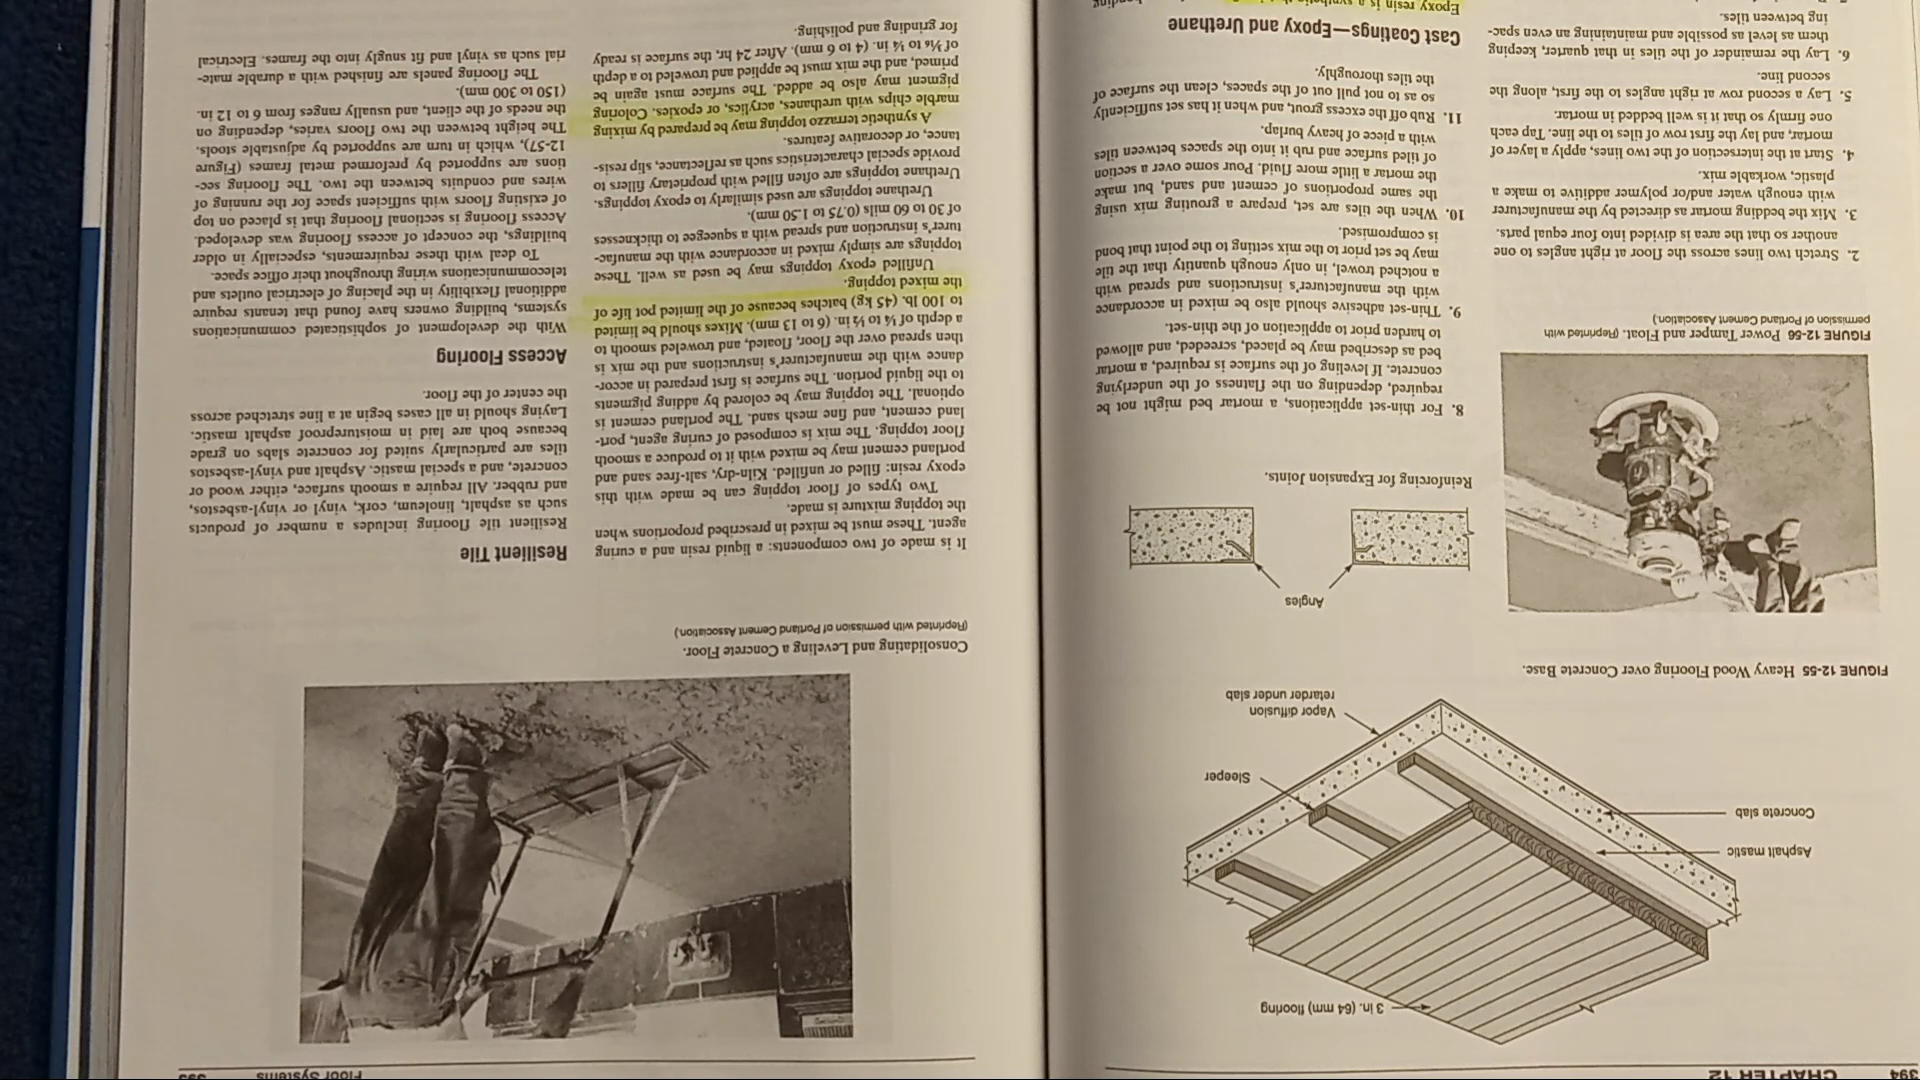 394 CHAPTER 12
3 in. (64 mm) flooring
Asphalt mastic
Concrete slab
Sleeper
Vapor diffusion
retarder under slab
FIGURE 12-55 Heavy Wood Flooring over Concrete Base.
FIGURE 12-56 Power Tamper and Float. (Reprinted with
permission of Portland Cement Association.)
2. Stretch two lines across the floor at right angles to one
another so that the area is divided into four equal parts.
3. Mix the bedding mortar as directed by the manufacturer
with enough water and/or polymer additive to make a
plastic, workable mix.
4. Start at the intersection of the two lines, apply a layer of
mortar, and lay the first row of tiles to the line. Tap each
one firmly so that it is well bedded in mortar.
5. Lay a second row at right angles to the first, along the
second line.
6. Lay the remainder of the tiles in that quarter, keeping
them as level as possible and maintaining an even spac-
ing between tiles.
Angles
Reinforcing for Expansion Joints.
8. For thin-set applications, a mortar bed might not be
required, depending on the flatness of the underlying
concrete. If leveling of the surface is required, a mortar
bed as described may be placed, screeded, and allowed
to harden prior to application of the thin-set.
9. Thin-set adhesive should also be mixed in accordance
with the manufacturer's instructions and spread with
a notched trowel, in only enough quantity that the tile
may be set prior to the mix setting to the point that bond
is compromised.
10. When the tiles are set, prepare a grouting mix using
the same proportions of cement and sand, but make
the mortar a little more fluid. Pour some over a section
of tiled surface and rub it into the spaces between tiles
with a piece of heavy burlap.
11. Rub off the excess grout, and when it has set sufficiently
so as to not pull out of the spaces, clean the surface of
the tiles thoroughly.
Cast Coatings—Epoxy and Urethane
Epoxy resin is a
Floor Systems 395
Consolidating and Leveling a Concrete Floor.
(Reprinted with permission of Portland Cement Association.)
It is made of two components: a liquid resin and a curing
agent. These must be mixed in prescribed proportions when
the topping mixture is made.
Two types of floor topping can be made with this
epoxy resin: filled or unfilled. Kiln-dry, salt-free sand and
portland cement may be mixed with it to produce a smooth
floor topping. The mix is composed of curing agent, port-
land cement, and fine mesh sand. The portland cement is
optional. The topping may be colored by adding pigments
to the liquid portion. The surface is first prepared in accor-
dance with the manufacturer's instructions and the mix is
then spread over the floor, floated, and troweled smooth to
a depth of ¼ to ½ in. (6 to 13 mm). Mixes should be limited
to 100 lb. (45 kg) batches because of the limited pot life of
the mixed topping.
Unfilled epoxy toppings may be used as well. These
toppings are simply mixed in accordance with the manufac-
turer's instruction and spread with a squeegee to thicknesses
of 30 to 60 mils (0.75 to 1.50 mm).
Urethane toppings are used similarly to epoxy toppings.
Urethane toppings are often filled with proprietary fillers to
provide special characteristics such as reflectance, slip resis-
tance, or decorative features.
A synthetic terrazzo topping may be prepared by mixing
marble chips with urethanes, acrylics, or epoxies. Coloring
pigment may also be added. The surface must again be
primed, and the mix must be applied and troweled to a depth
of 3/16 to ¼ in. (4 to 6 mm). After 24 hr, the surface is ready
for grinding and polishing.
Resilient Tile
Resilient tile flooring includes a number of products
such as asphalt, linoleum, cork, vinyl or vinyl-asbestos,
and rubber. All require a smooth surface, either wood or
concrete, and a special mastic. Asphalt and vinyl-asbestos
tiles are particularly suited for concrete slabs on grade
because both are laid in moistureproof asphalt mastic.
Laying should in all cases begin at a line stretched across
the center of the floor.
Access Flooring
With the development of sophisticated communications
systems, building owners have found that tenants require
additional flexibility in the placing of electrical outlets and
telecommunications wiring throughout their office space.
To deal with these requirements, especially in older
buildings, the concept of access flooring was developed.
Access flooring is sectional flooring that is placed on top
of existing floors with sufficient space for the running of
wires and conduits between the two. The flooring sec-
tions are supported by preformed metal frames (Figure
12-57), which in turn are supported by adjustable stools.
The height between the two floors varies, depending on
the needs of the client, and usually ranges from 6 to 12 in.
(150 to 300 mm).
The flooring panels are finished with a durable mate-
rial such as vinyl and fit snugly into the frames. Electrical